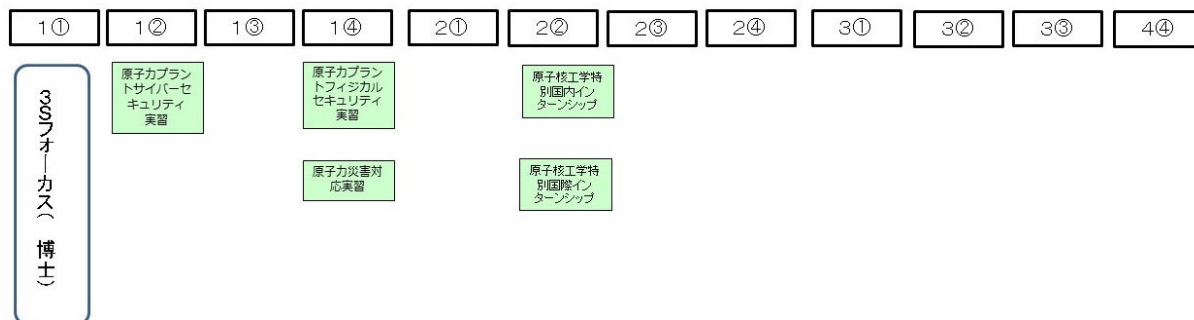 1①
1②
1③
1④
2①
2②
2③
2④
3①
3②
3③
4④
3Sフォーカス(博士)
原子力プラン
トサイバーセ
キュリティ
実習
原子力プラン
トフィジカル
セキュリティ
実習
原子核工学特
別国内イン
ターンシップ
原子力災害対
応実習
原子核工学特
別国際イン
ターンシップ